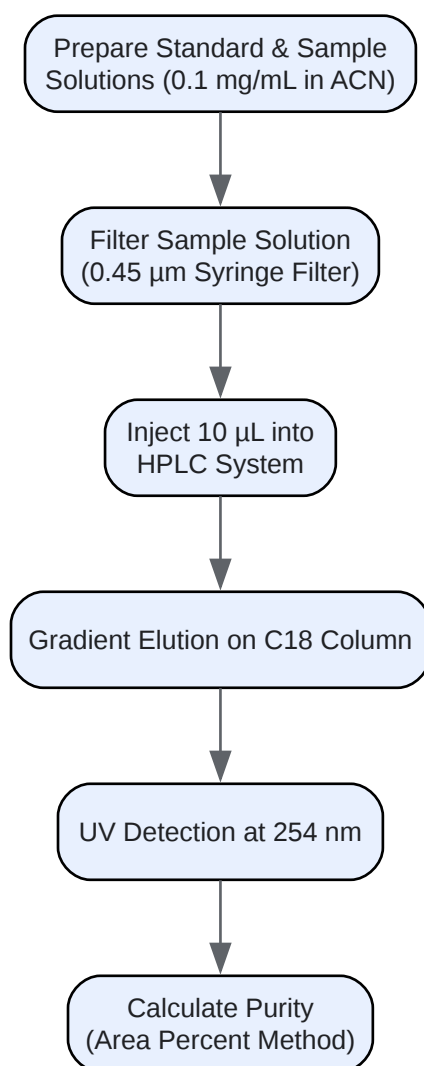 Prepare Standard & Sample
Solutions (0.1 mg/mL in ACN)
Filter Sample Solution
(0.45 µm Syringe Filter)
Inject 10 µL into
HPLC System
Gradient Elution on C18 Column
UV Detection at 254 nm
Calculate Purity
(Area Percent Method)